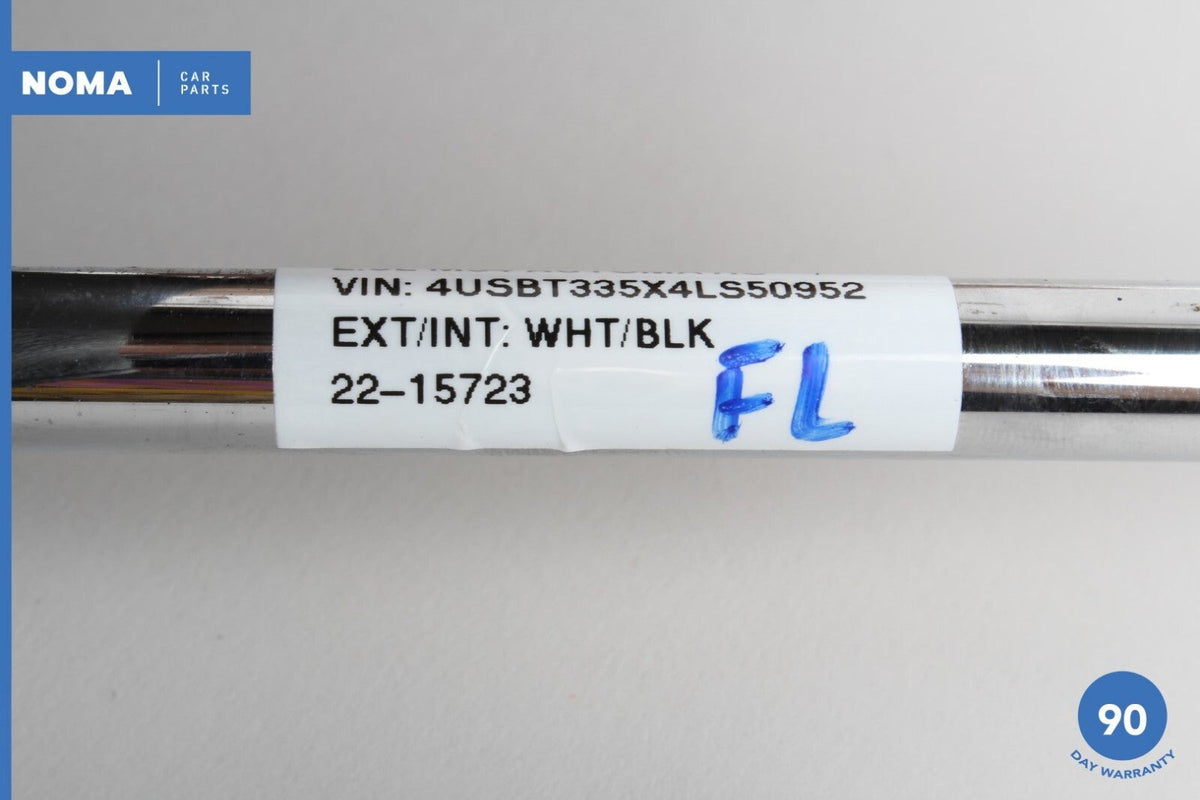 NOMA
CAR
PARTS
VIN: 4USBT335X4LS50952
EXT/INT: WHT/BLK
22-15723
FL
90
DAY WARRANTY